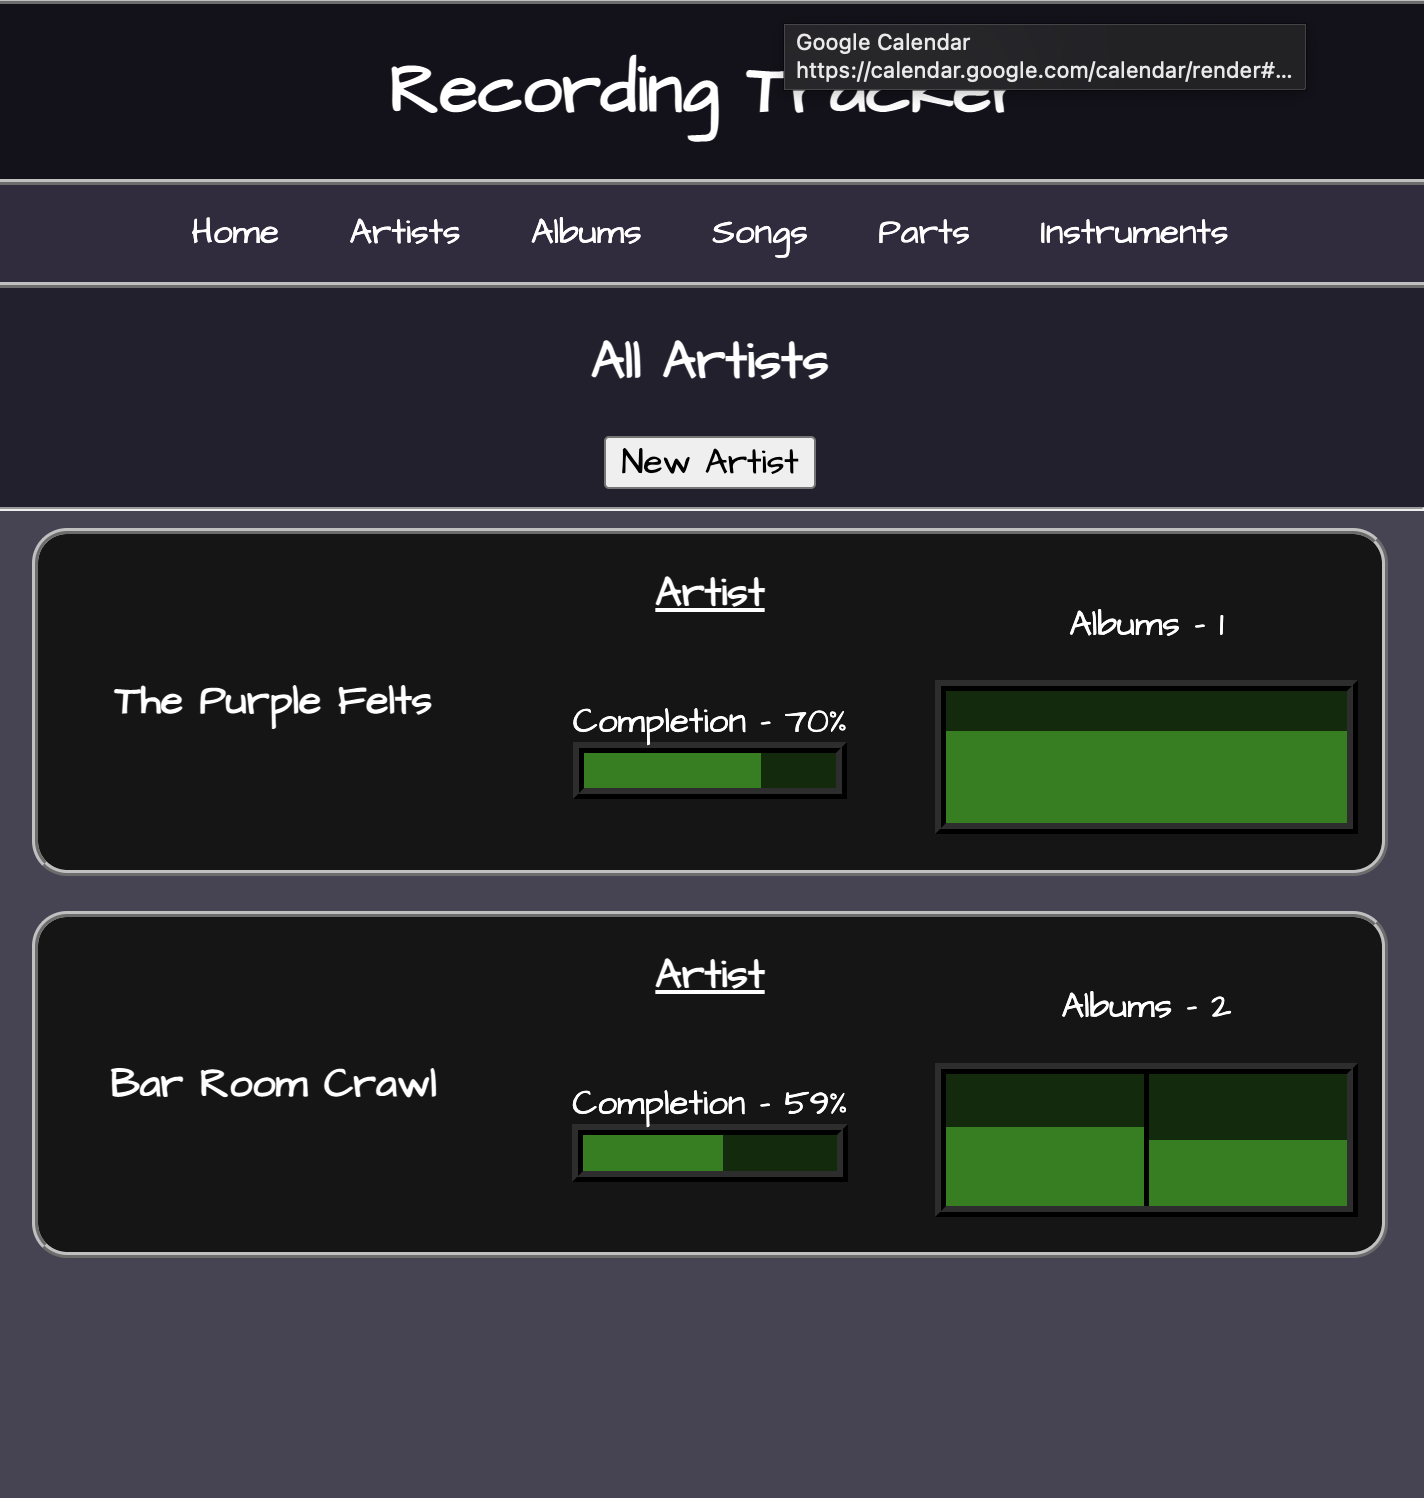 Google Calendar
https://calendar.google.com/calendar/render#...
Recording Tracker
Home Artists Albums Songs Parts Instruments
All Artists
New Artist
Artist
Albums - 1
The Purple Felts
Completion - 70%
Artist
Albums - 2
Bar Room Crawl
Completion - 59%